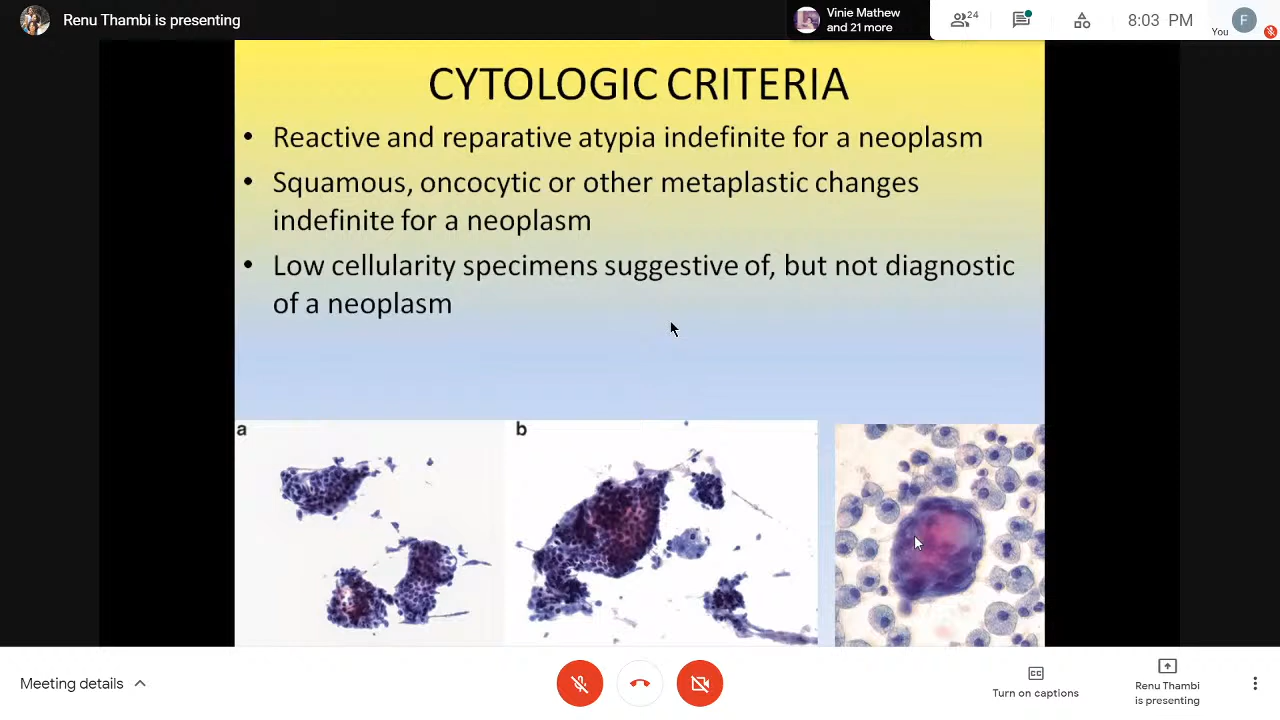 Renu Thambi is presenting
Vinie Mathew
and 21 more
24
8:03 PM
You
F
CYTOLOGIC CRITERIA
• Reactive and reparative atypia indefinite for a neoplasm
• Squamous, oncocytic or other metaplastic changes
indefinite for a neoplasm
• Low cellularity specimens suggestive of, but not diagnostic
of a neoplasm
a
b
Meeting details
CC
Turn on captions
Renu Thambi
is presenting